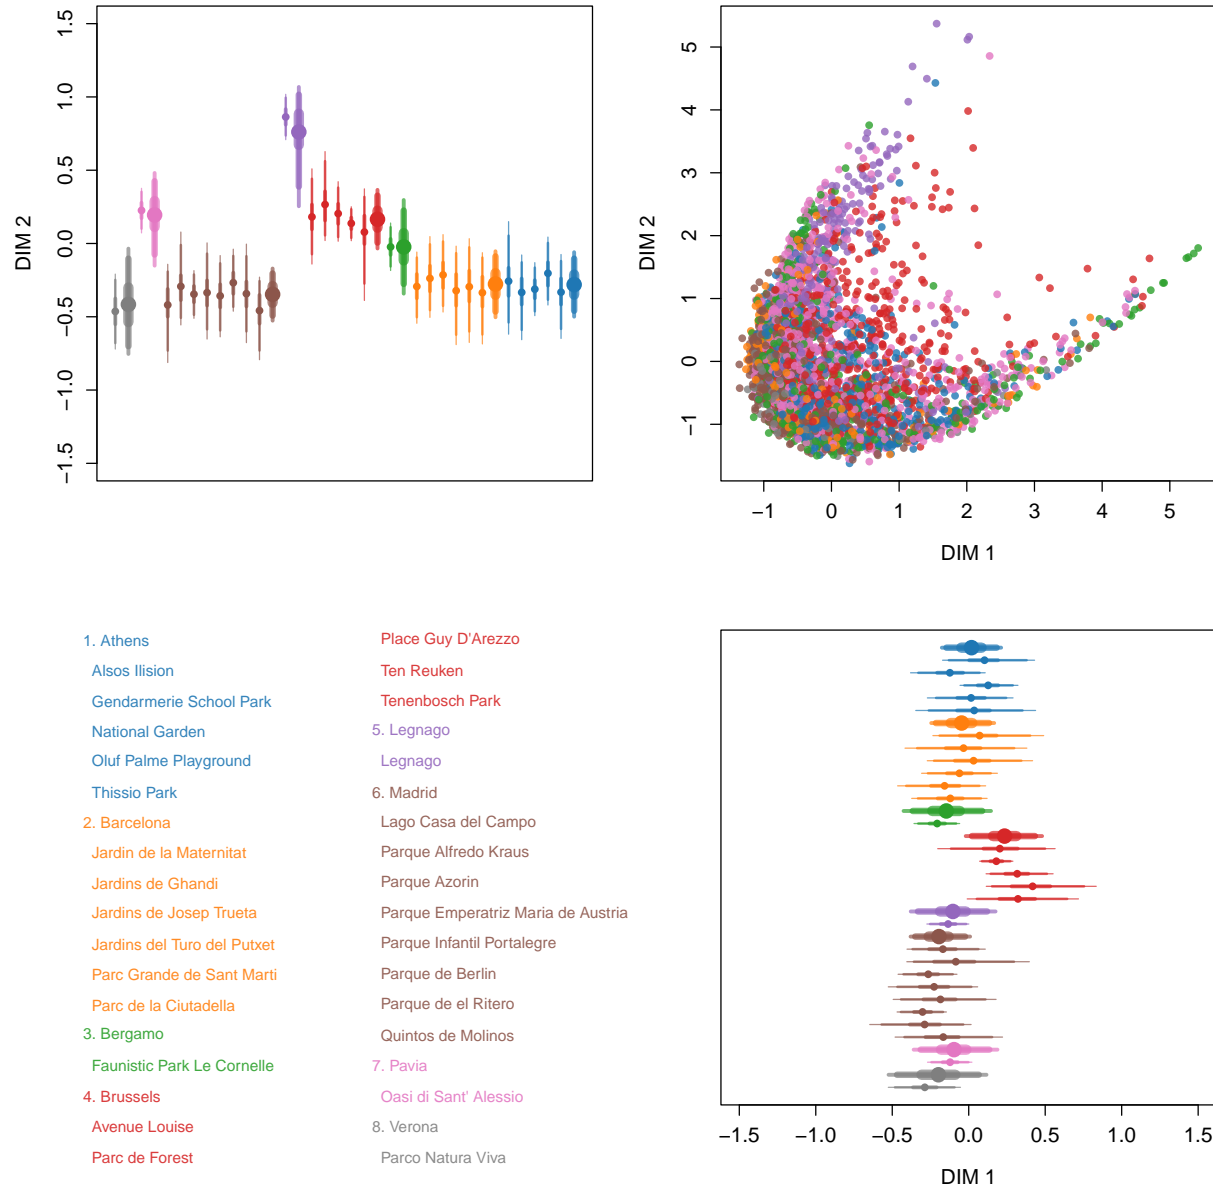 1.5
1.0
0.5
0.0
−0.5
−1.0
−1.5
DIM 2
5
4
3
2
1
0
−1
DIM 2
−1 0 1 2 3 4 5
DIM 1
1. Athens
Alsos Ilision
Gendarmerie School Park
National Garden
Oluf Palme Playground
Thissio Park
2. Barcelona
Jardin de la Maternitat
Jardins de Ghandi
Jardins de Josep Trueta
Jardins del Turo del Putxet
Parc Grande de Sant Marti
Parc de la Ciutadella
3. Bergamo
Faunistic Park Le Cornelle
4. Brussels
Avenue Louise
Parc de Forest
Place Guy D'Arezzo
Ten Reuken
Tenenbosch Park
5. Legnago
Legnago
6. Madrid
Lago Casa del Campo
Parque Alfredo Kraus
Parque Azorin
Parque Emperatriz Maria de Austria
Parque Infantil Portalegre
Parque de Berlin
Parque de el Ritero
Quintos de Molinos
7. Pavia
Oasi di Sant' Alessio
8. Verona
Parco Natura Viva
−1.5 −1.0 −0.5 0.0 0.5 1.0 1.5
DIM 1